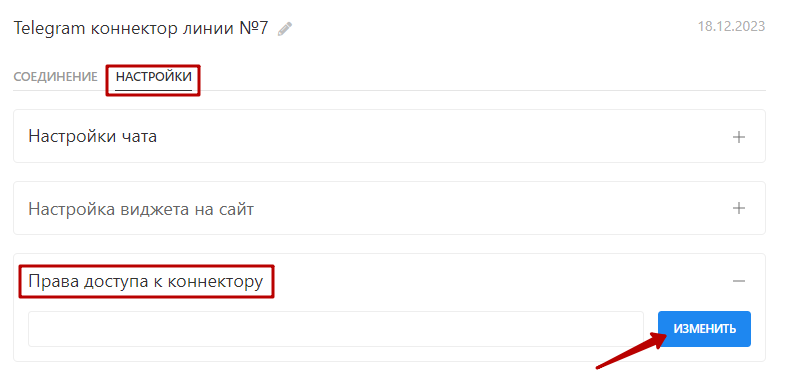 Telegram коннектор линии №7
18.12.2023
СОЕДИНЕНИЕ НАСТРОЙКИ
Настройки чата
Настройка виджета на сайт
Права доступа к коннектору
ИЗМЕНИТЬ